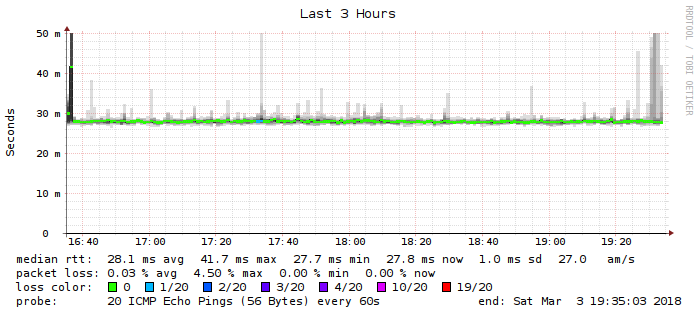 Last 3 Hours
RRDTOOL / TOBI OETIKER
Seconds
50 m
40 m
30 m
20 m
10 m
0
16:40 17:00 17:20 17:40 18:00 18:20 18:40 19:00 19:20
median rtt: 28.1 ms avg 41.7 ms max 27.7 ms min 27.8 ms now 1.0 ms sd 27.0 am/s
packet loss: 0.03 % avg 4.50 % max 0.00 % min 0.00 % now
loss color: 0 1/20 2/20 3/20 4/20 10/20 19/20
probe: 20 ICMP Echo Pings (56 Bytes) every 60s end: Sat Mar 3 19:35:03 2018